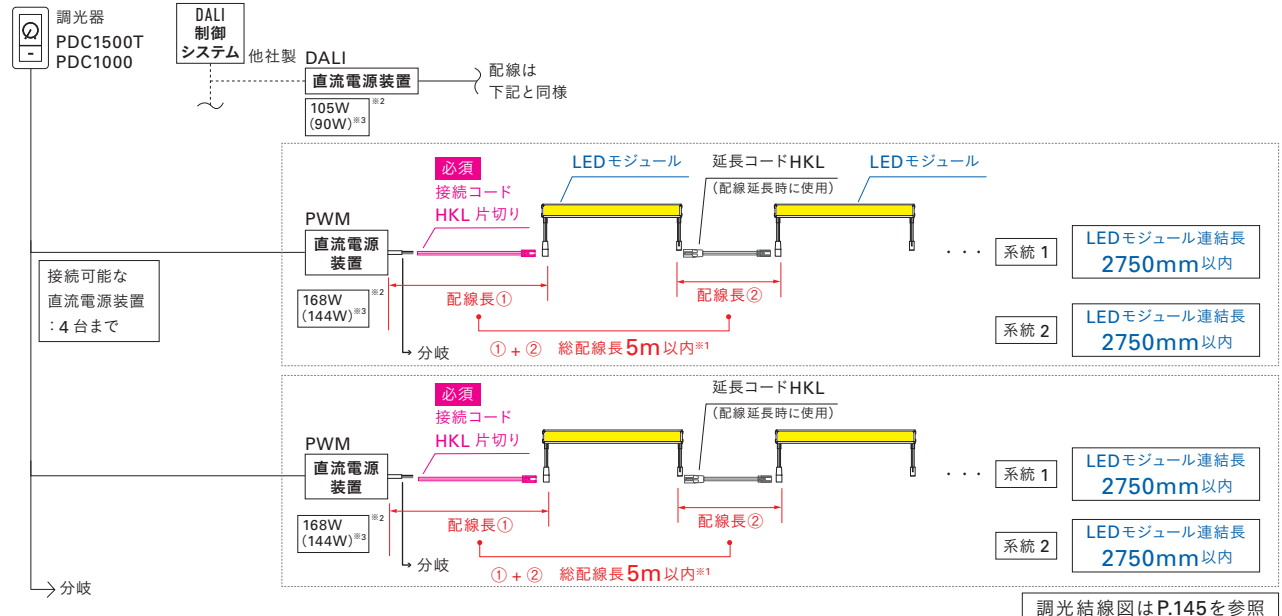 調光器
PDC1500T
PDC1000
DALI
制御
システム
他社製
DALI
直流電源装置
105W
(90W)※3
※2
配線は
下記と同様
接続可能な
直流電源装置
:4台まで
PWM
直流電源
装置
168W
(144W)※3
※2
必須
接続コード
HKL 片切り
LEDモジュール
延長コードHKL
(配線延長時に使用)
LEDモジュール
配線長①
配線長②
① + ② 総配線長5m以内※1
分岐
・・・
系統 1
LEDモジュール連結長
2750mm以内
系統 2
LEDモジュール連結長
2750mm以内
PWM
直流電源
装置
168W
(144W)※3
※2
必須
接続コード
HKL 片切り
延長コードHKL
(配線延長時に使用)
配線長①
配線長②
① + ② 総配線長5m以内※1
分岐
・・・
系統 1
LEDモジュール連結長
2750mm以内
系統 2
LEDモジュール連結長
2750mm以内
分岐
調光結線図はP.145を参照